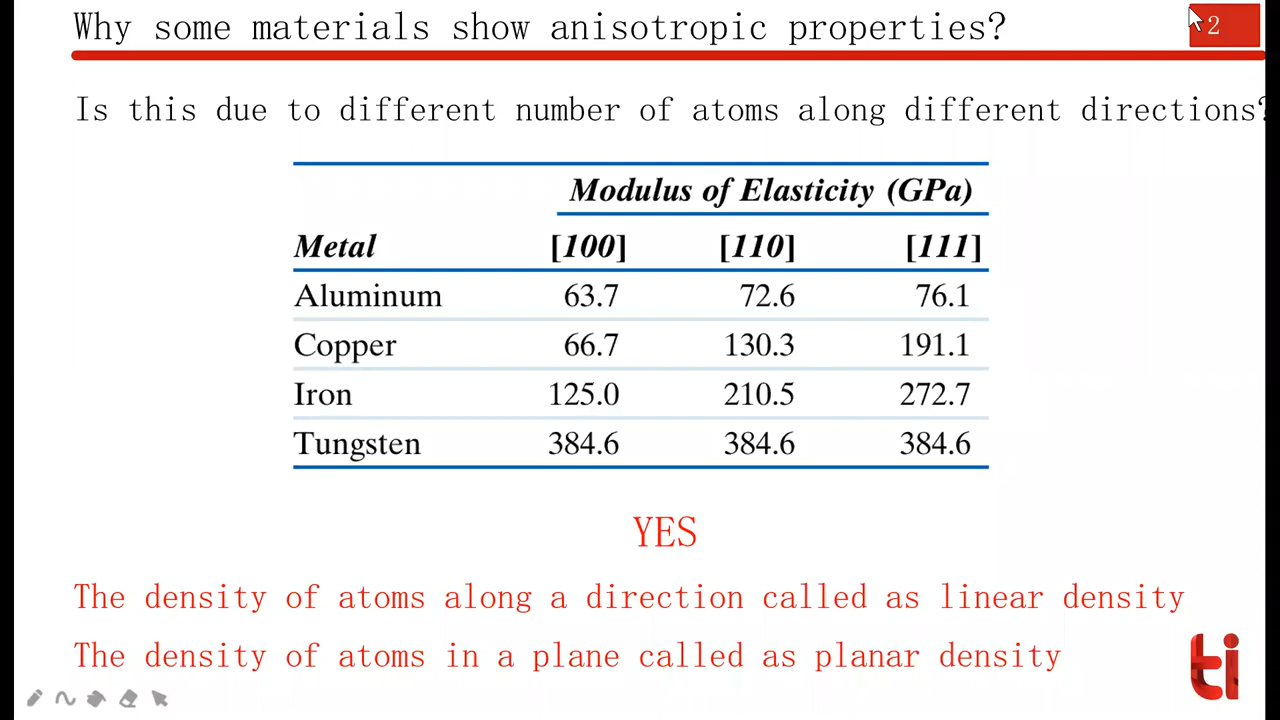 Why some materials show anisotropic properties?
2
Is this due to different number of atoms along different directions?
Modulus of Elasticity (GPa)
Metal [100] [110] [111]
Aluminum 63.7 72.6 76.1
Copper 66.7 130.3 191.1
Iron 125.0 210.5 272.7
Tungsten 384.6 384.6 384.6
YES
The density of atoms along a direction called as linear density
The density of atoms in a plane called as planar density
ti